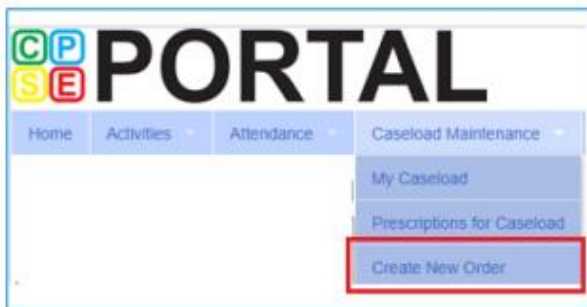 CP
SE
PORTAL
Home Activities Attendance Caseload Maintenance
My Caseload
Prescriptions for Caseload
Create New Order